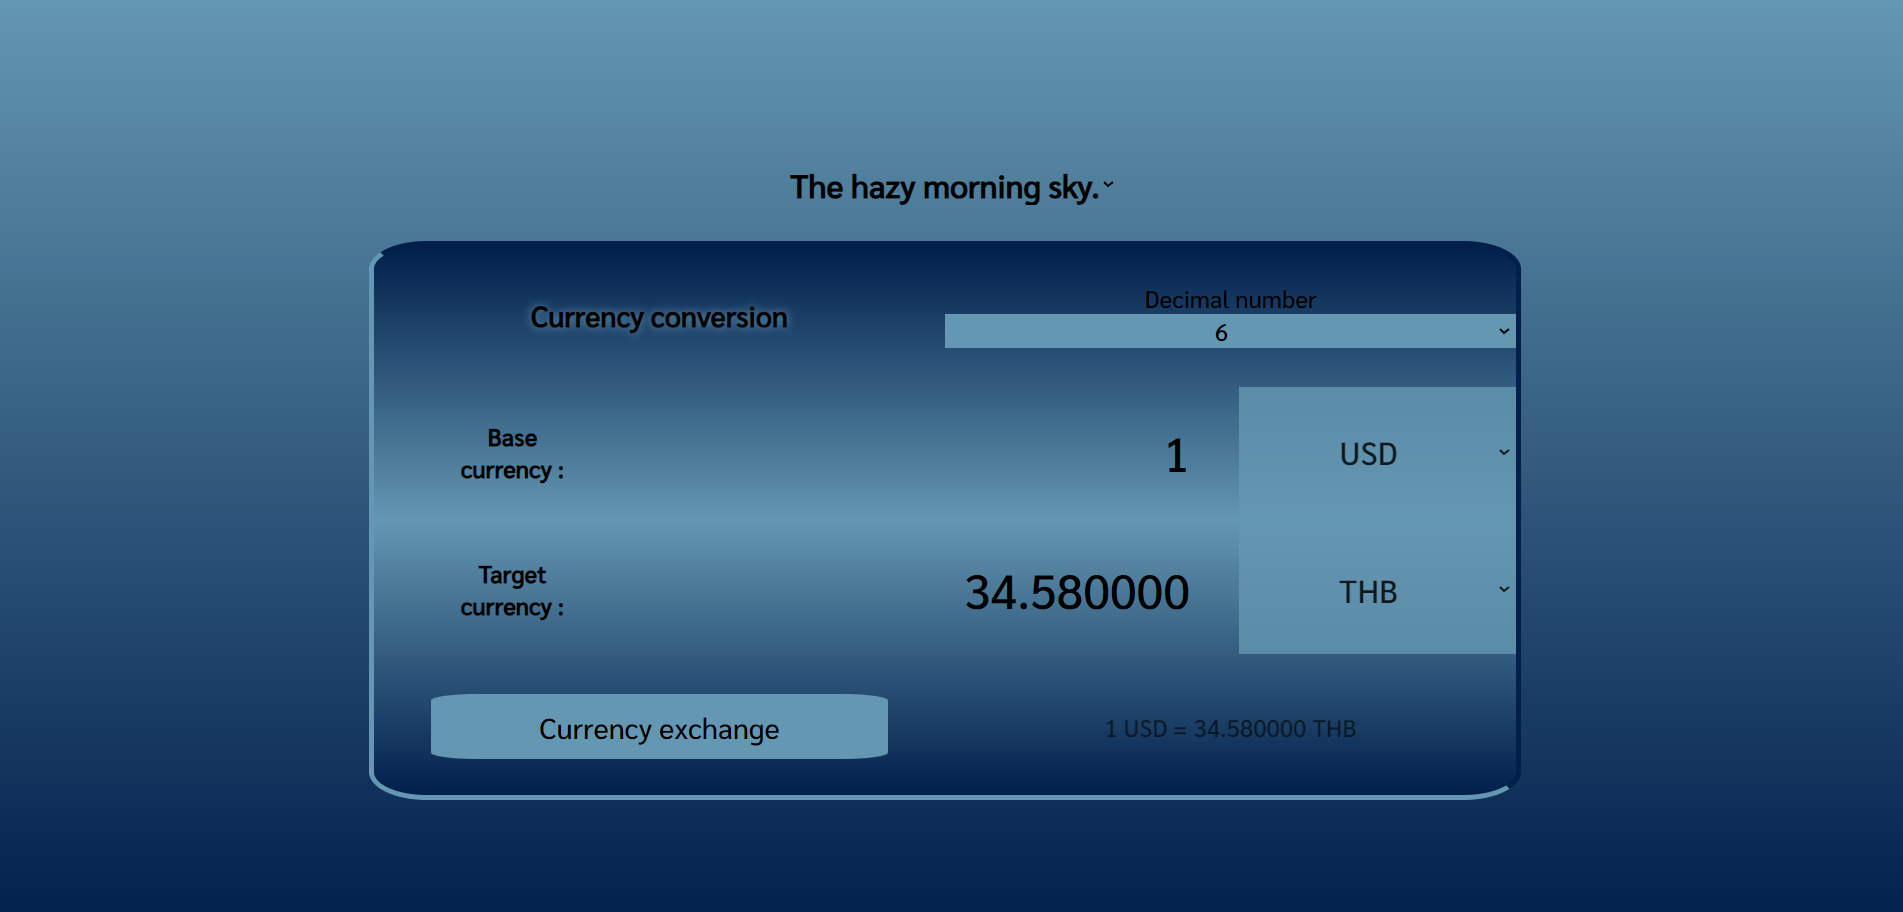 The hazy morning sky.
Currency conversion
Decimal number
6
Base
currency :
1
USD
Target
currency :
34.580000
THB
Currency exchange
1 USD = 34.580000 THB